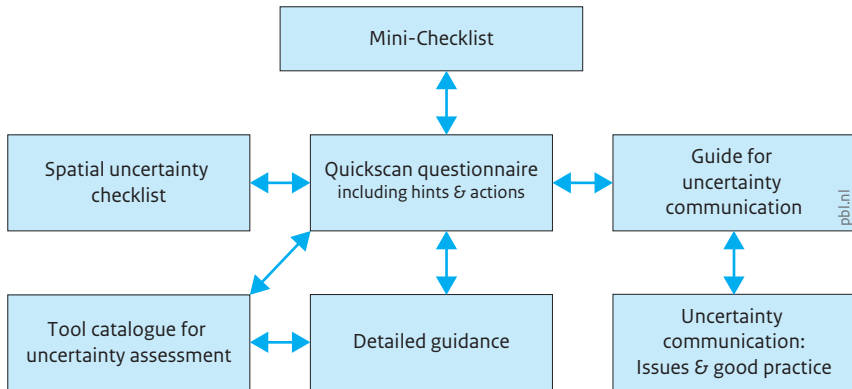 Mini-Checklist
Spatial uncertainty
checklist
Quickscan questionnaire
including hints & actions
Guide for
uncertainty
communication
pbl.nl
Tool catalogue for
uncertainty assessment
Detailed guidance
Uncertainty
communication:
Issues & good practice